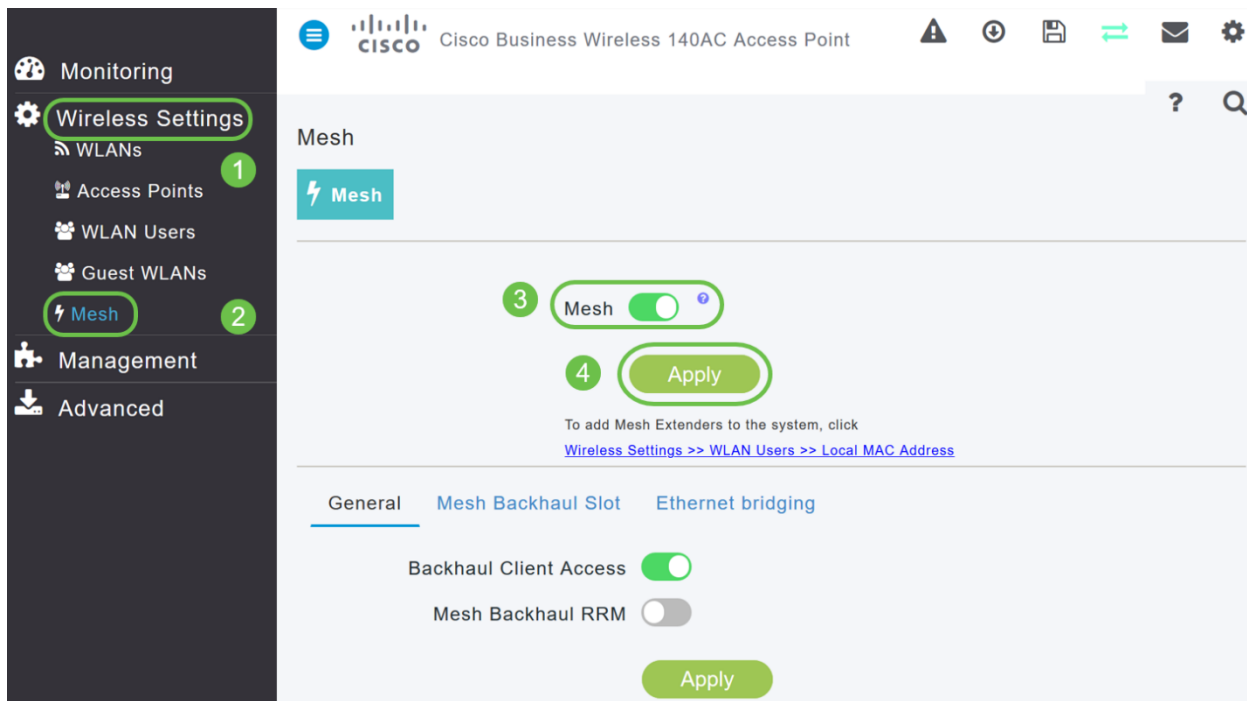 CISCO Cisco Business Wireless 140AC Access Point
Monitoring
Wireless Settings
WLANs
1
Access Points
WLAN Users
Guest WLANs
Mesh
2
Management
Advanced
?
Mesh
Mesh
3 Mesh ?
4 Apply
To add Mesh Extenders to the system, click
Wireless Settings >> WLAN Users >> Local MAC Address
General Mesh Backhaul Slot Ethernet bridging
Backhaul Client Access
Mesh Backhaul RRM
Apply